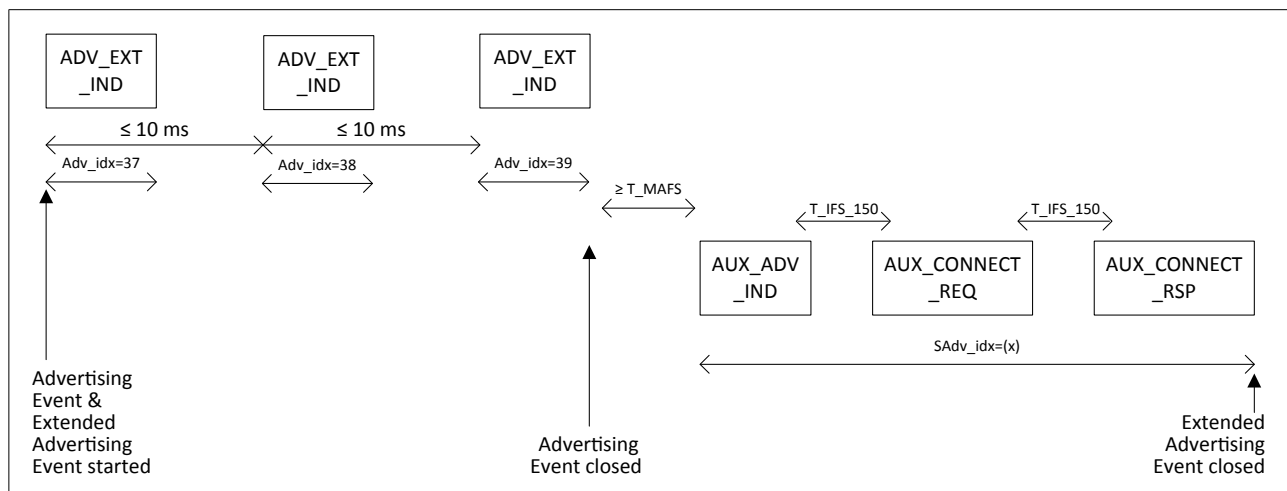 ADV_EXT
_IND
ADV_EXT
_IND
ADV_EXT
_IND
≤ 10 ms
≤ 10 ms
Adv_idx=37
Adv_idx=38
Adv_idx=39
≥ T_MAFS
T_IFS_150
T_IFS_150
AUX_ADV
_IND
AUX_CONNECT
_REQ
AUX_CONNECT
_RSP
SAdv_idx=(x)
Advertising
Event &
Extended
Advertising
Event started
Advertising
Event closed
Extended
Advertising
Event closed